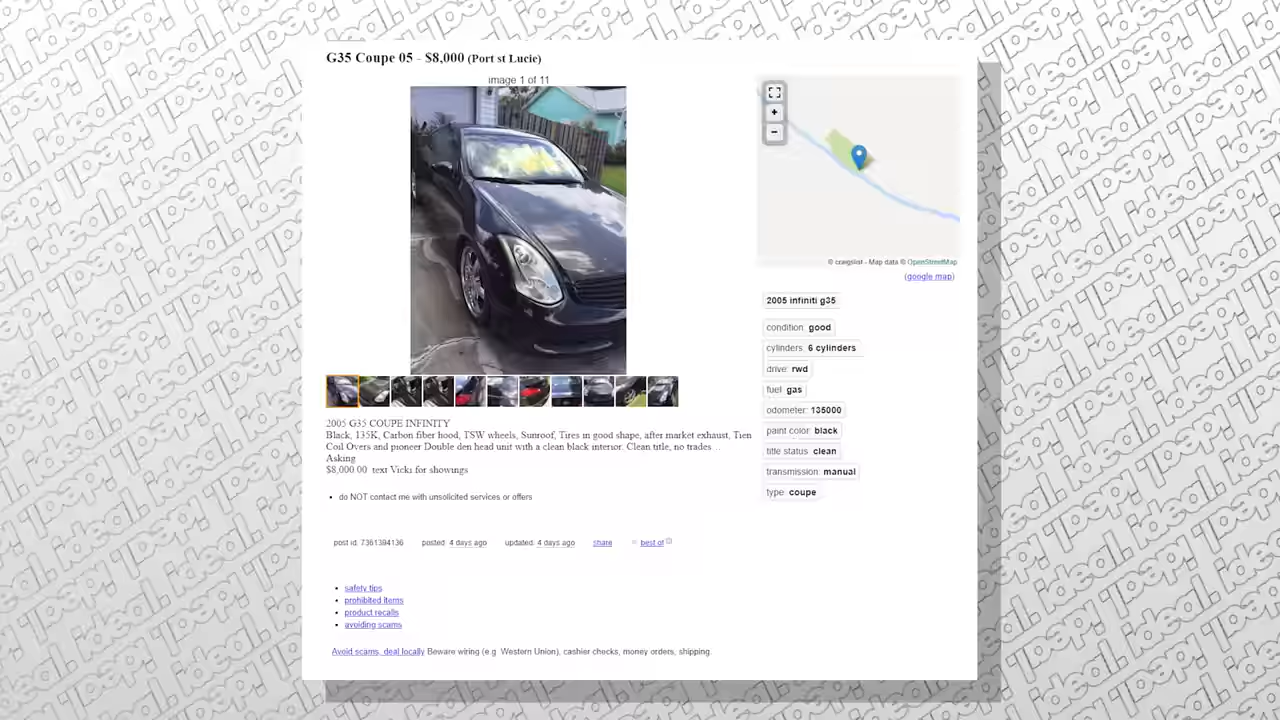 G35 Coupe 05 - $8,000 (Port st Lucie)
image 1 of 11
+
−
© craigslist - Map data © OpenStreetMap
(google map)
2005 infiniti g35
condition: good
cylinders: 6 cylinders
drive: rwd
fuel: gas
odometer: 135000
paint color: black
title status: clean
transmission: manual
type: coupe
2005 G35 COUPE INFINITY
Black, 135K, Carbon fiber hood, TSW wheels, Sunroof, Tires in good shape, after market exhaust, Tien
Coil Overs and pioneer Double den head unit with a clean black interior. Clean title, no trades ..
Asking
$8,000.00 text Vicks for showings
• do NOT contact me with unsolicited services or offers
post id: 7361394136 posted: 4 days ago updated: 4 days ago share best of
• safety tips
• prohibited items
• product recalls
• avoiding scams
Avoid scams, deal locally Beware wiring (e.g. Western Union), cashier checks, money orders, shipping.